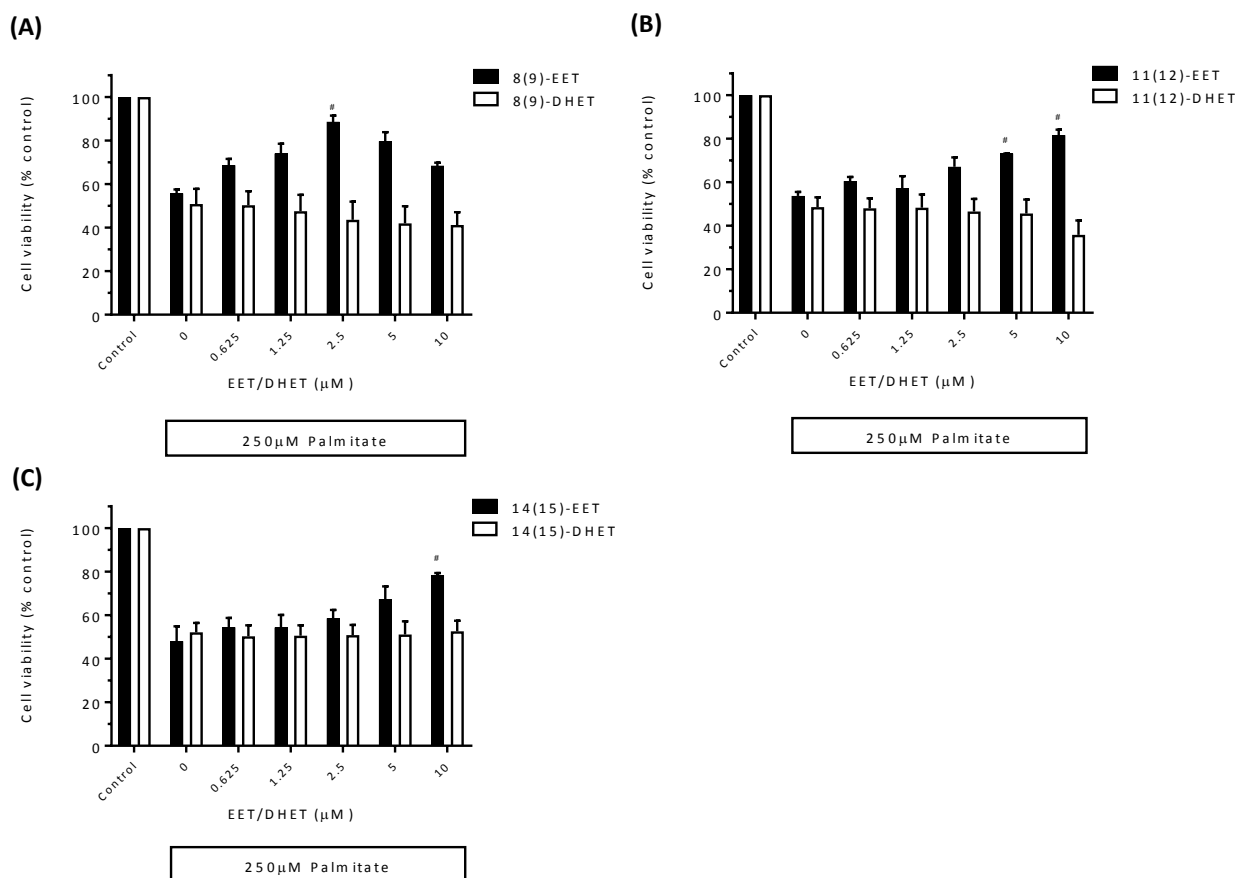 (A)
8(9)-EET
8(9)-DHET
Cell viability (% control)
100
80
60
40
20
0
#
Control
0
0.625
1.25
2.5
5
10
EET/DHET (μM)
250μM Palmitate
(B)
11(12)-EET
11(12)-DHET
Cell viability (% control)
100
80
60
40
20
0
#
#
Control
0
0.625
1.25
2.5
5
10
EET/DHET (μM)
250μM Palmitate
(C)
14(15)-EET
14(15)-DHET
Cell viability (% control)
100
80
60
40
20
0
#
Control
0
0.625
1.25
2.5
5
10
EET/DHET (μM)
250μM Palmitate